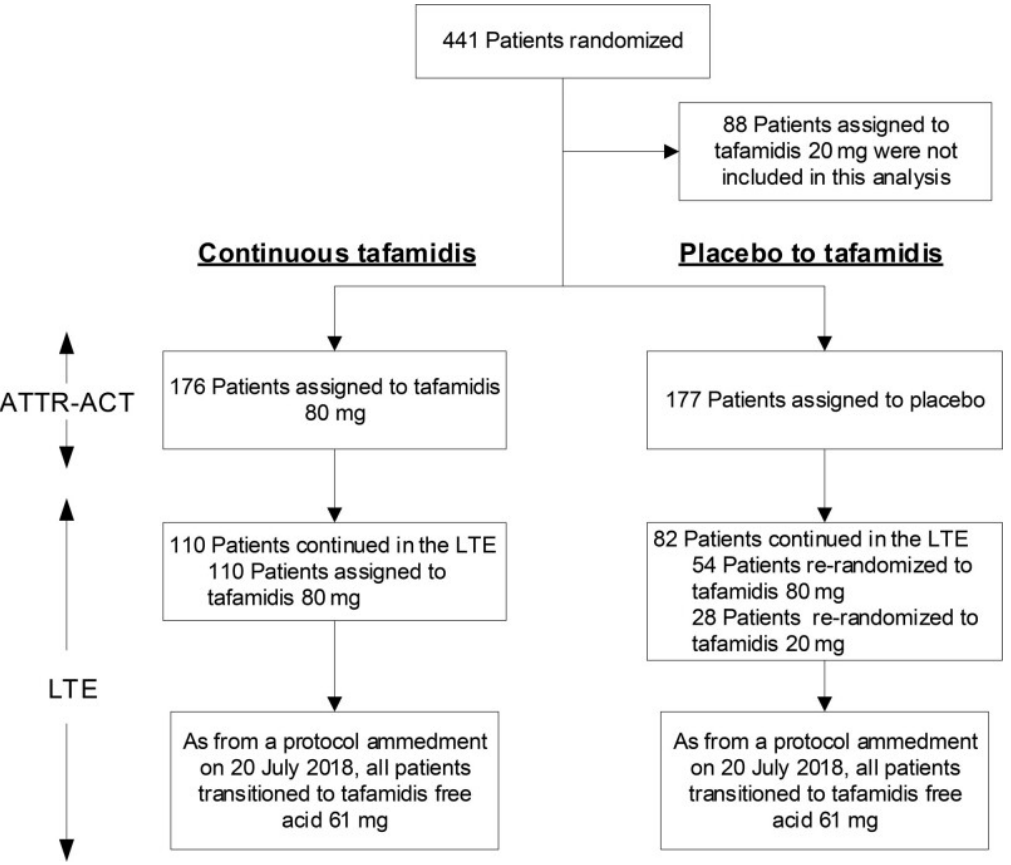 441 Patients randomized
88 Patients assigned to
tafamidis 20 mg were not
included in this analysis
Continuous tafamidis
Placebo to tafamidis
ATTR-ACT
176 Patients assigned to tafamidis
80 mg
177 Patients assigned to placebo
LTE
110 Patients continued in the LTE
110 Patients assigned to
tafamidis 80 mg
82 Patients continued in the LTE
54 Patients re-randomized to
tafamidis 80 mg
28 Patients re-randomized to
tafamidis 20 mg
As from a protocol ammedment
on 20 July 2018, all patients
transitioned to tafamidis free
acid 61 mg
As from a protocol ammedment
on 20 July 2018, all patients
transitioned to tafamidis free
acid 61 mg